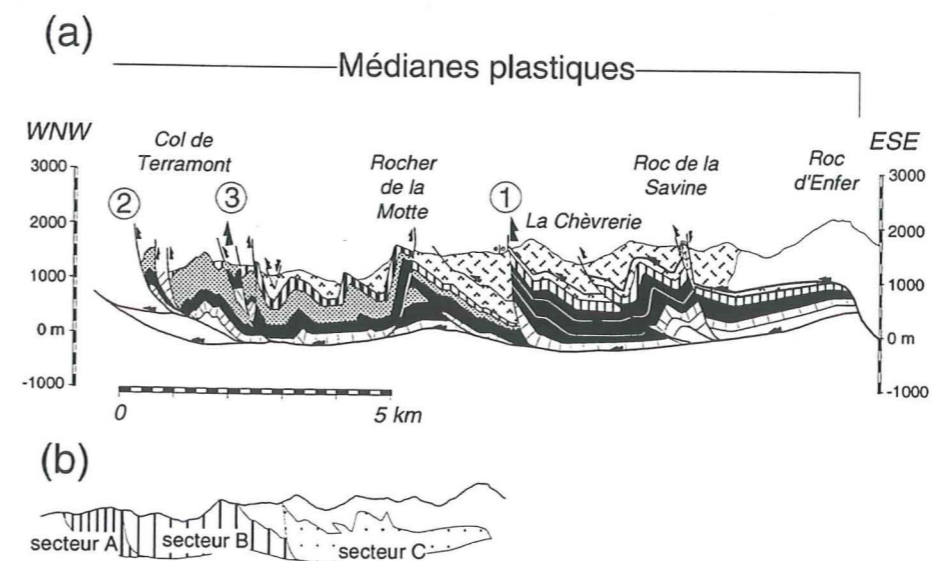 (a)
Médianes plastiques
WNW
ESE
Col de
Terramont
Rocher
de la
Motte
Roc de la
Savine
Roc
d'Enfer
La Chèvrerie
2
3
1
3000
2000
1000
0 m
-1000
3000
2000
1000
0 m
-1000
0
5 km
(b)
secteur A
secteur B
secteur C